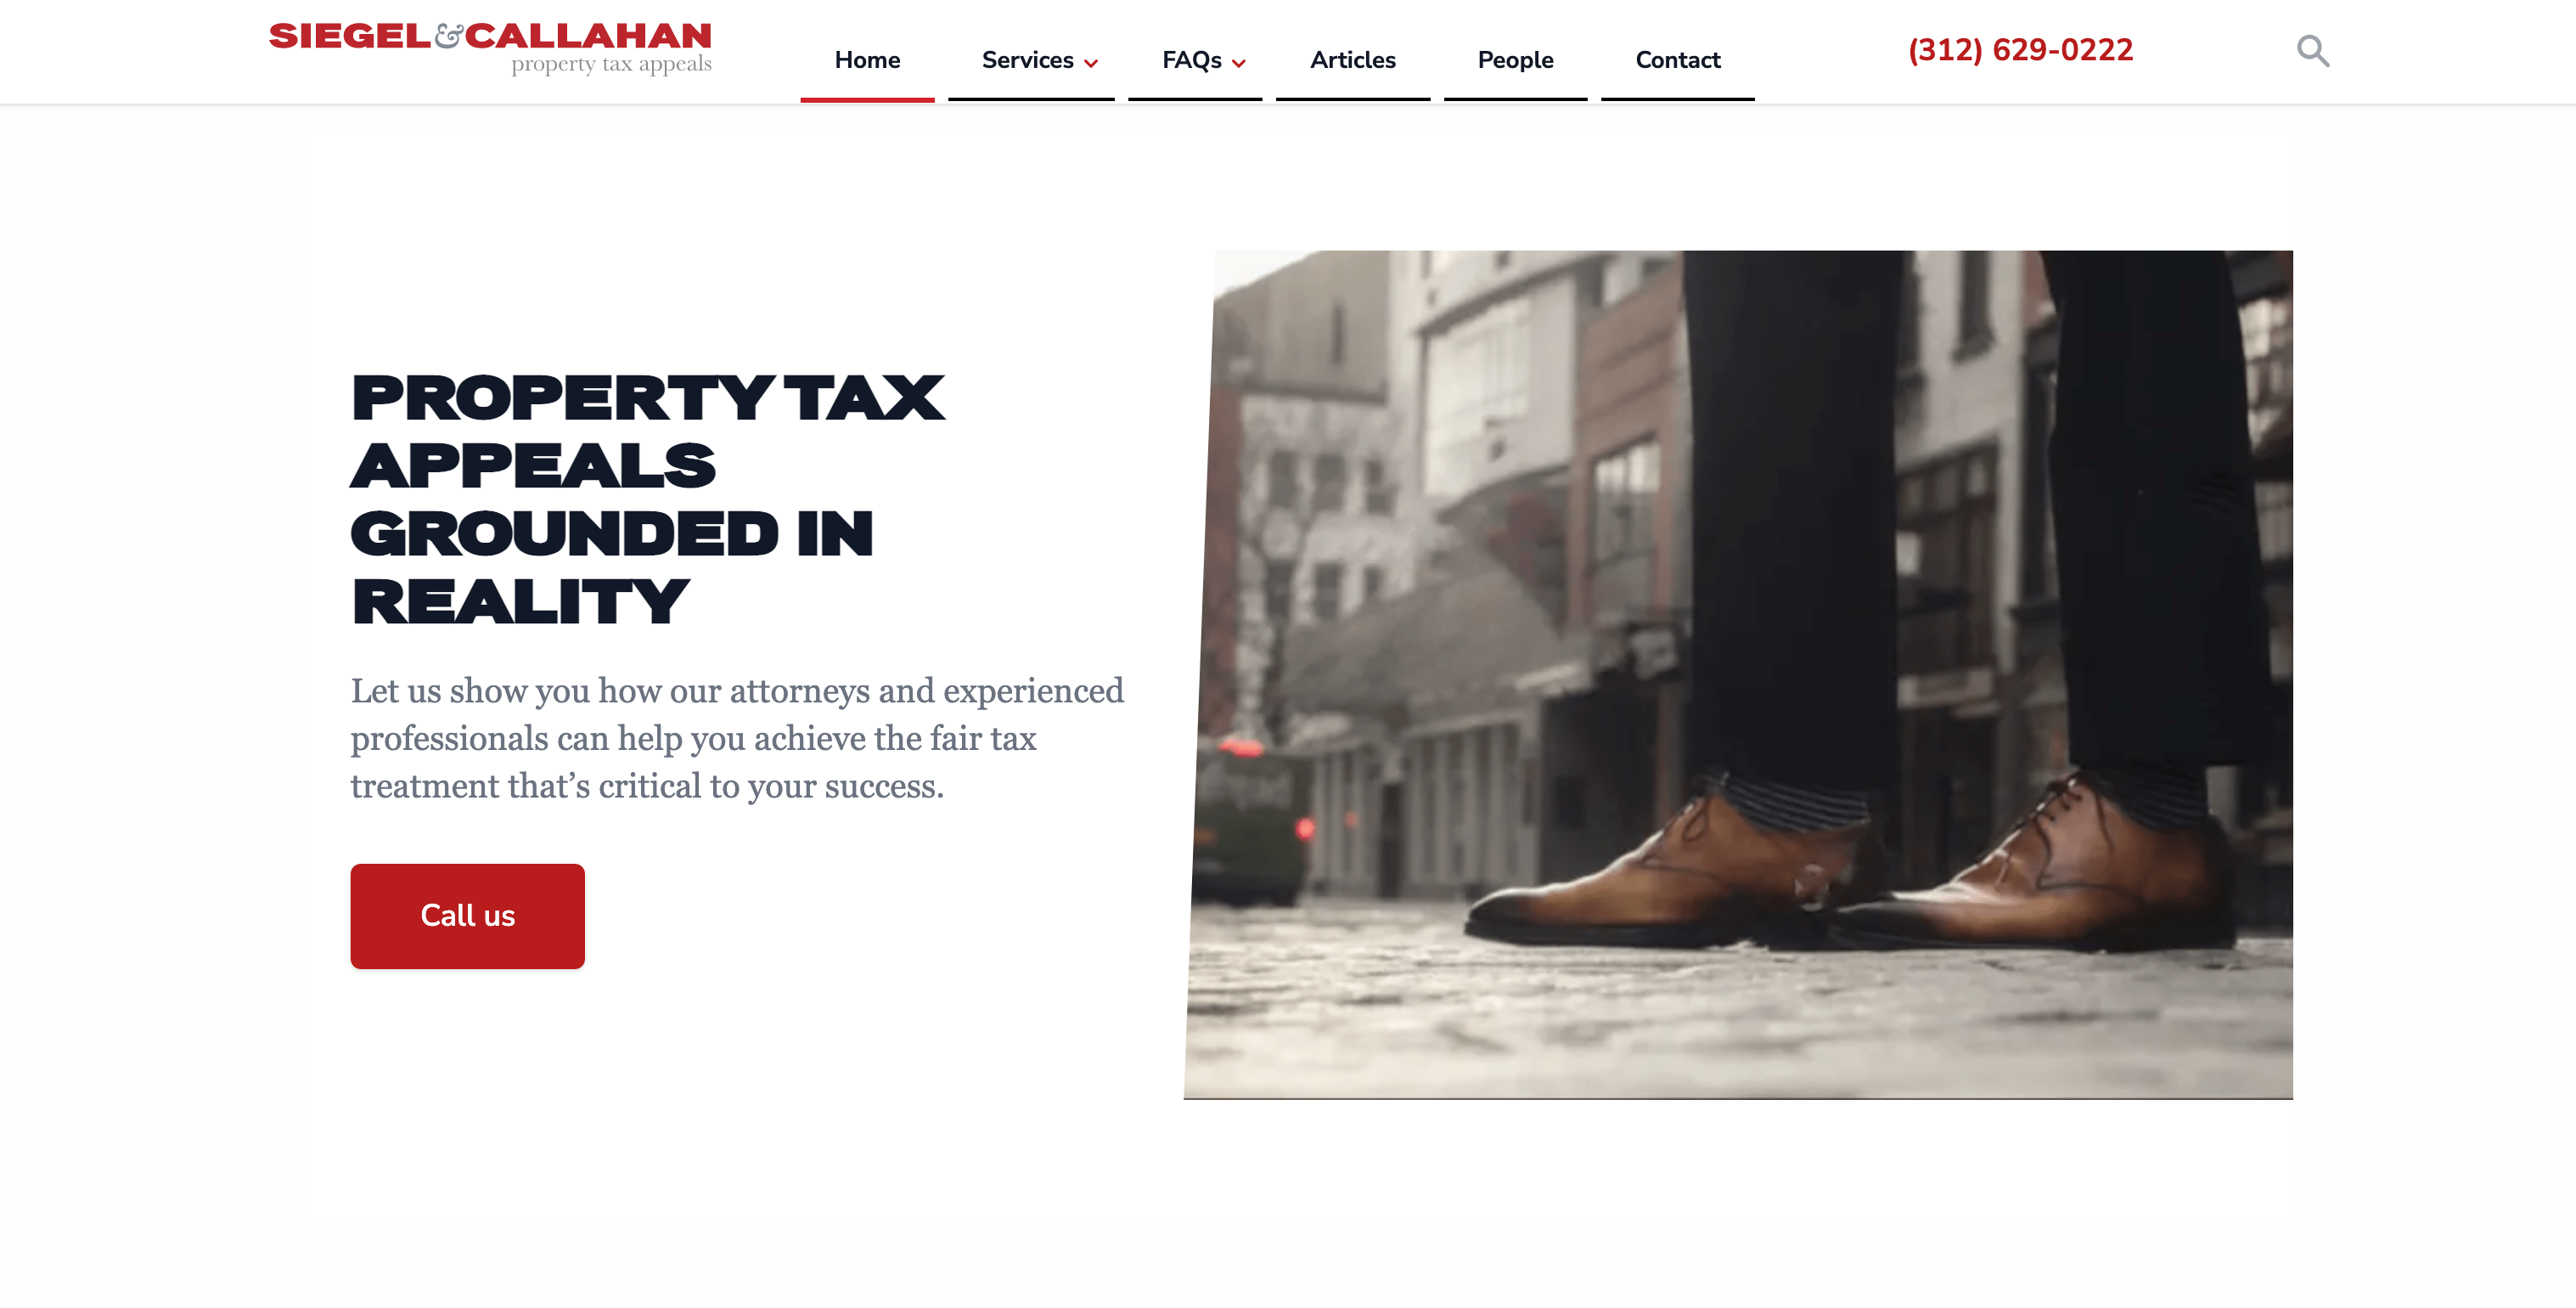 SIEGEL&CALLAHAN
property tax appeals
Home
Services
FAQs
Articles
People
Contact
(312) 629-0222
PROPERTY TAX
APPEALS
GROUNDED IN
REALITY
Let us show you how our attorneys and experienced
professionals can help you achieve the fair tax
treatment that’s critical to your success.
Call us